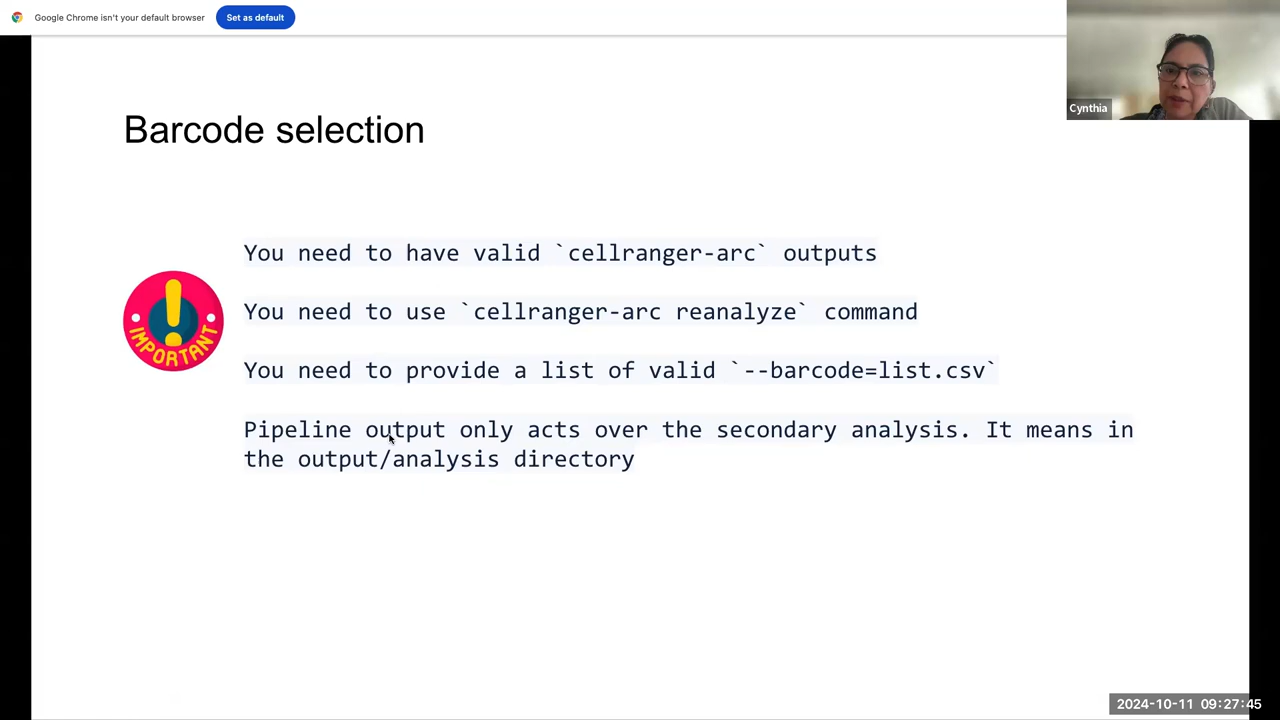 Google Chrome isn't your default browser
Set as default
Cynthia
Barcode selection
You need to have valid `cellranger-arc` outputs
You need to use `cellranger-arc reanalyze` command
IMPORTANT
You need to provide a list of valid `--barcode=list.csv`
Pipeline output only acts over the secondary analysis. It means in
the output/analysis directory
2024-10-11 09:27:45